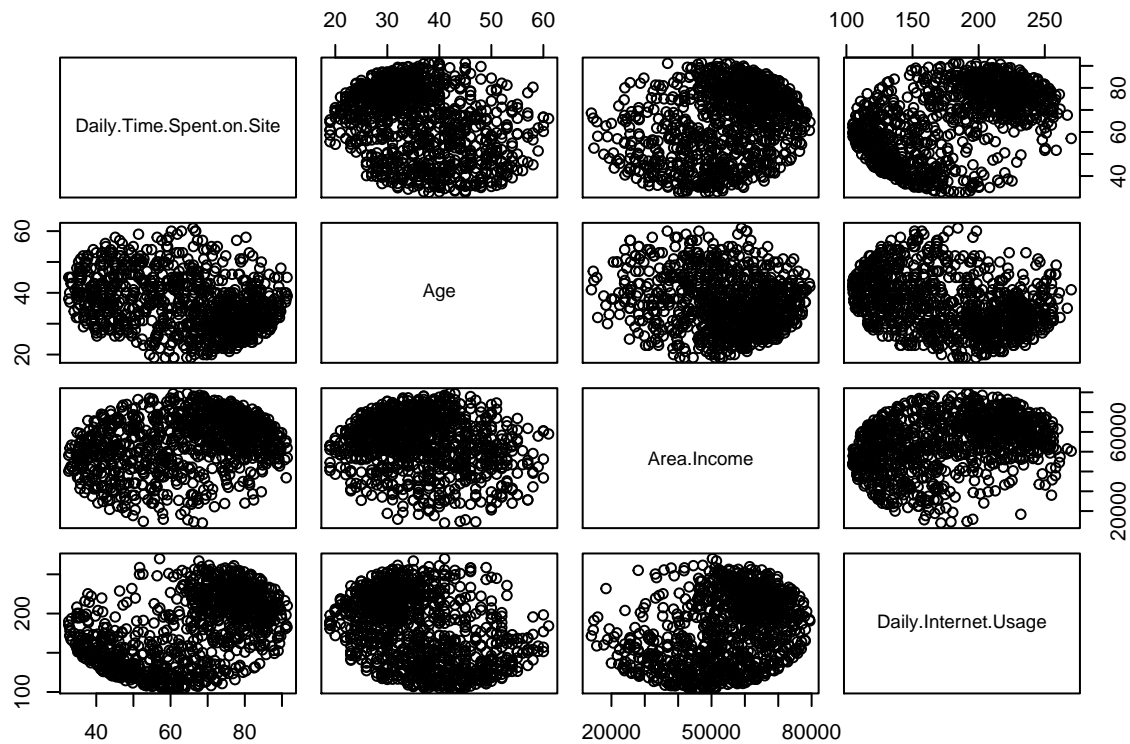 20 30 40 50 60
100 150 200 250
Daily.Time.Spent.on.Site
40 60 80
20 40 60
Age
Area.Income
20000 60000
100 200
Daily.Internet.Usage
40 60 80
20000 50000 80000